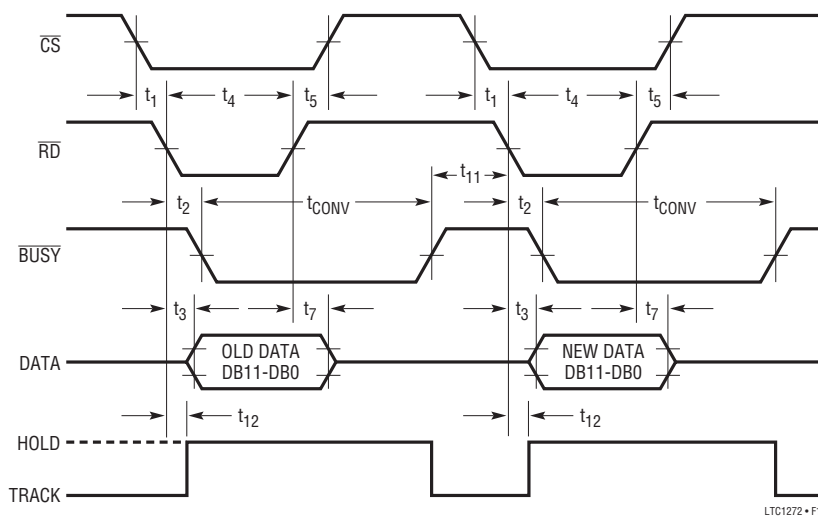 CS
t1 t4 t5 t1 t4 t5
RD
t11
t2 tCONV t2 tCONV
BUSY
t3 t7 t3 t7
DATA
OLD DATA
DB11-DB0
NEW DATA
DB11-DB0
t12 t12
HOLD
TRACK